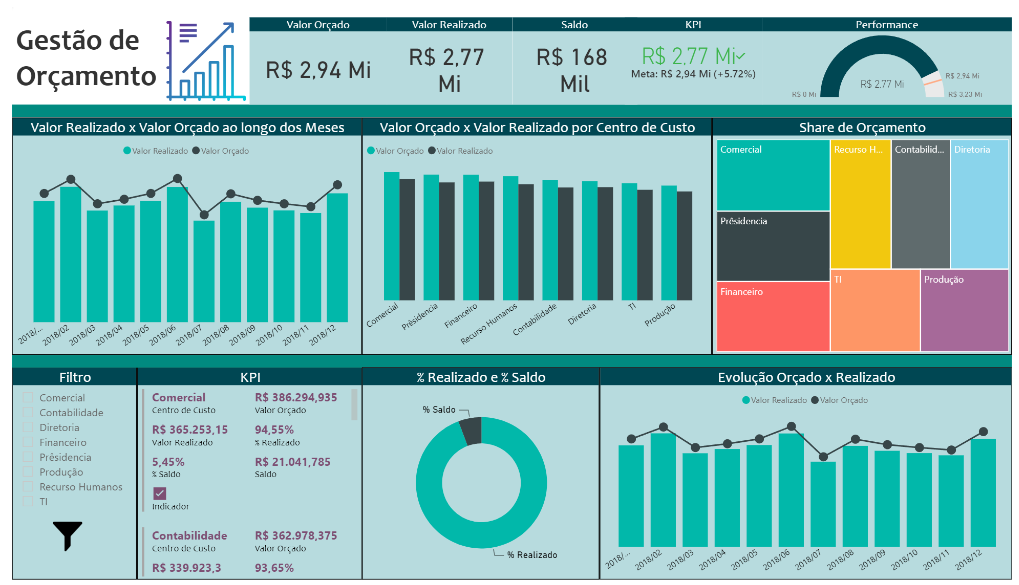 Gestão de
Orçamento
Valor Orçado
R$ 2,94 Mi
Valor Realizado
R$ 2,77
Mi
Saldo
R$ 168
Mil
KPI
R$ 2,77 Mi
Meta: R$ 2,94 Mi (+5.72%)
Performance
R$ 2,77 Mi
R$ 0 Mi
R$ 2,94 Mi
R$ 3,20 Mi
Valor Realizado x Valor Orçado ao longo dos Meses
Valor Realizado Valor Orçado
2018/... 2018/02 2018/03 2018/04 2018/05 2018/06 2018/07 2018/08 2018/09 2018/10 2018/11 2018/12
Valor Orçado x Valor Realizado por Centro de Custo
Valor Orçado Valor Realizado
Comercial Présidencia Financeiro Recurso Humanos Contabilidade Diretoria TI Produção
Share de Orçamento
Comercial
Présidencia
Financeiro
Recurso H...
Contabilid...
Diretoria
TI
Produção
Filtro
Comercial
Contabilidade
Diretoria
Financeiro
Présidencia
Produção
Recurso Humanos
TI
KPI
Comercial R$ 386.294,935
Centro de Custo Valor Orçado
R$ 365.253,15 94,55%
Valor Realizado % Realizado
5,45% R$ 21.041,785
% Saldo Saldo
Indicador
Contabilidade R$ 362.978,375
Centro de Custo Valor Orçado
R$ 339.923,3 93,65%
% Realizado e % Saldo
% Saldo
% Realizado
Evolução Orçado x Realizado
Valor Realizado Valor Orçado
2018/... 2018/02 2018/03 2018/04 2018/05 2018/06 2018/07 2018/08 2018/09 2018/10 2018/11 2018/12